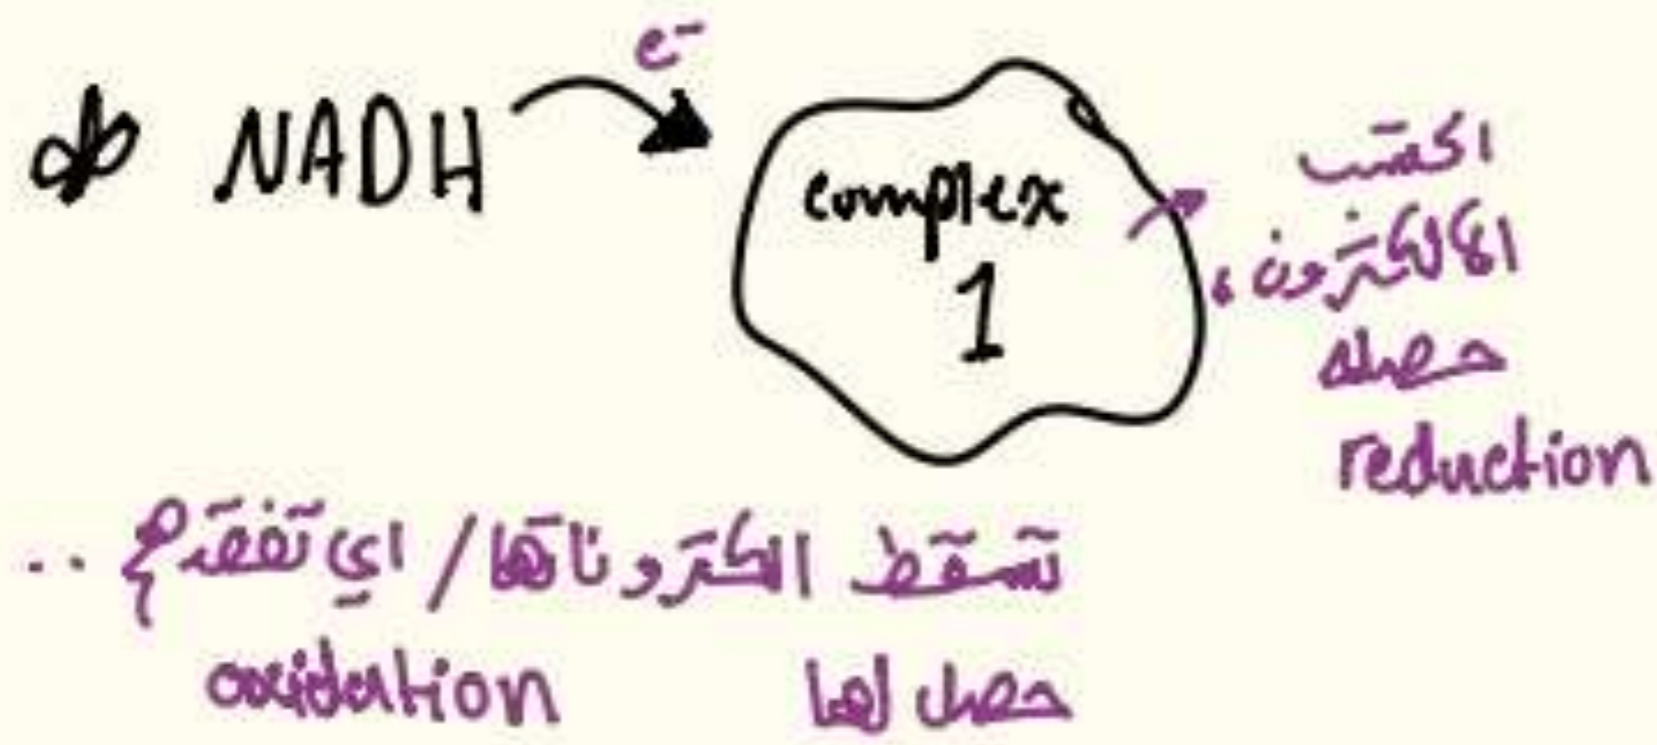 NADH
e-
complex
1
اكتسب
الالكترون،
حصله
reduction
تسقط الكتروناتها / اي تفقدهم ..
حصل لها oxidation